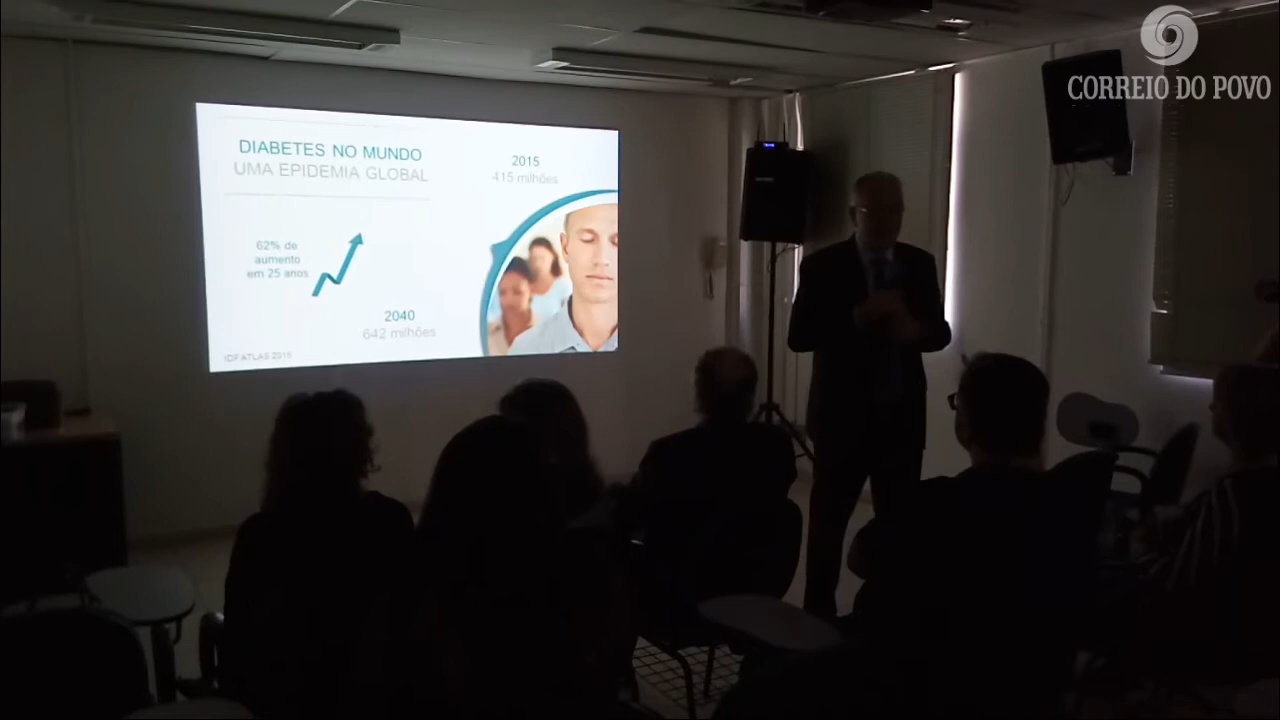 CORREIO DO POVO
DIABETES NO MUNDO
UMA EPIDEMIA GLOBAL
2015
415 milhões
62% de
aumento
em 25 anos
2040
642 milhões
IDF ATLAS